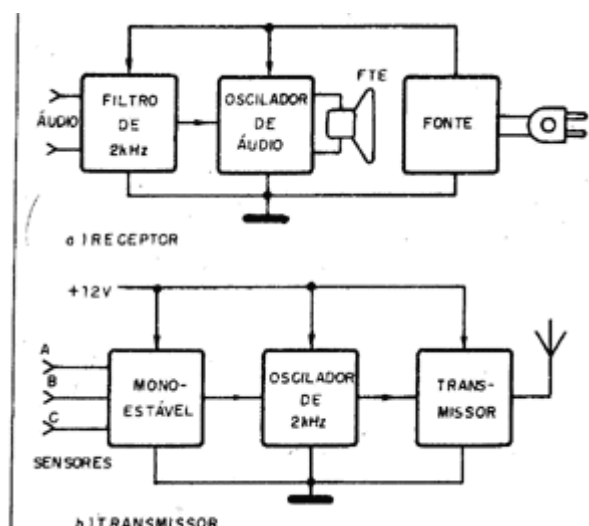 ÁUDIO
FILTRO
DE
2kHz
OSCILADOR
DE
ÁUDIO
FTE
FONTE
a) RECEPTOR
+12V
A
B
C
SENSORES
MONO-
ESTÁVEL
OSCILADOR
DE
2kHz
TRANS-
MISSOR
b) TRANSMISSOR